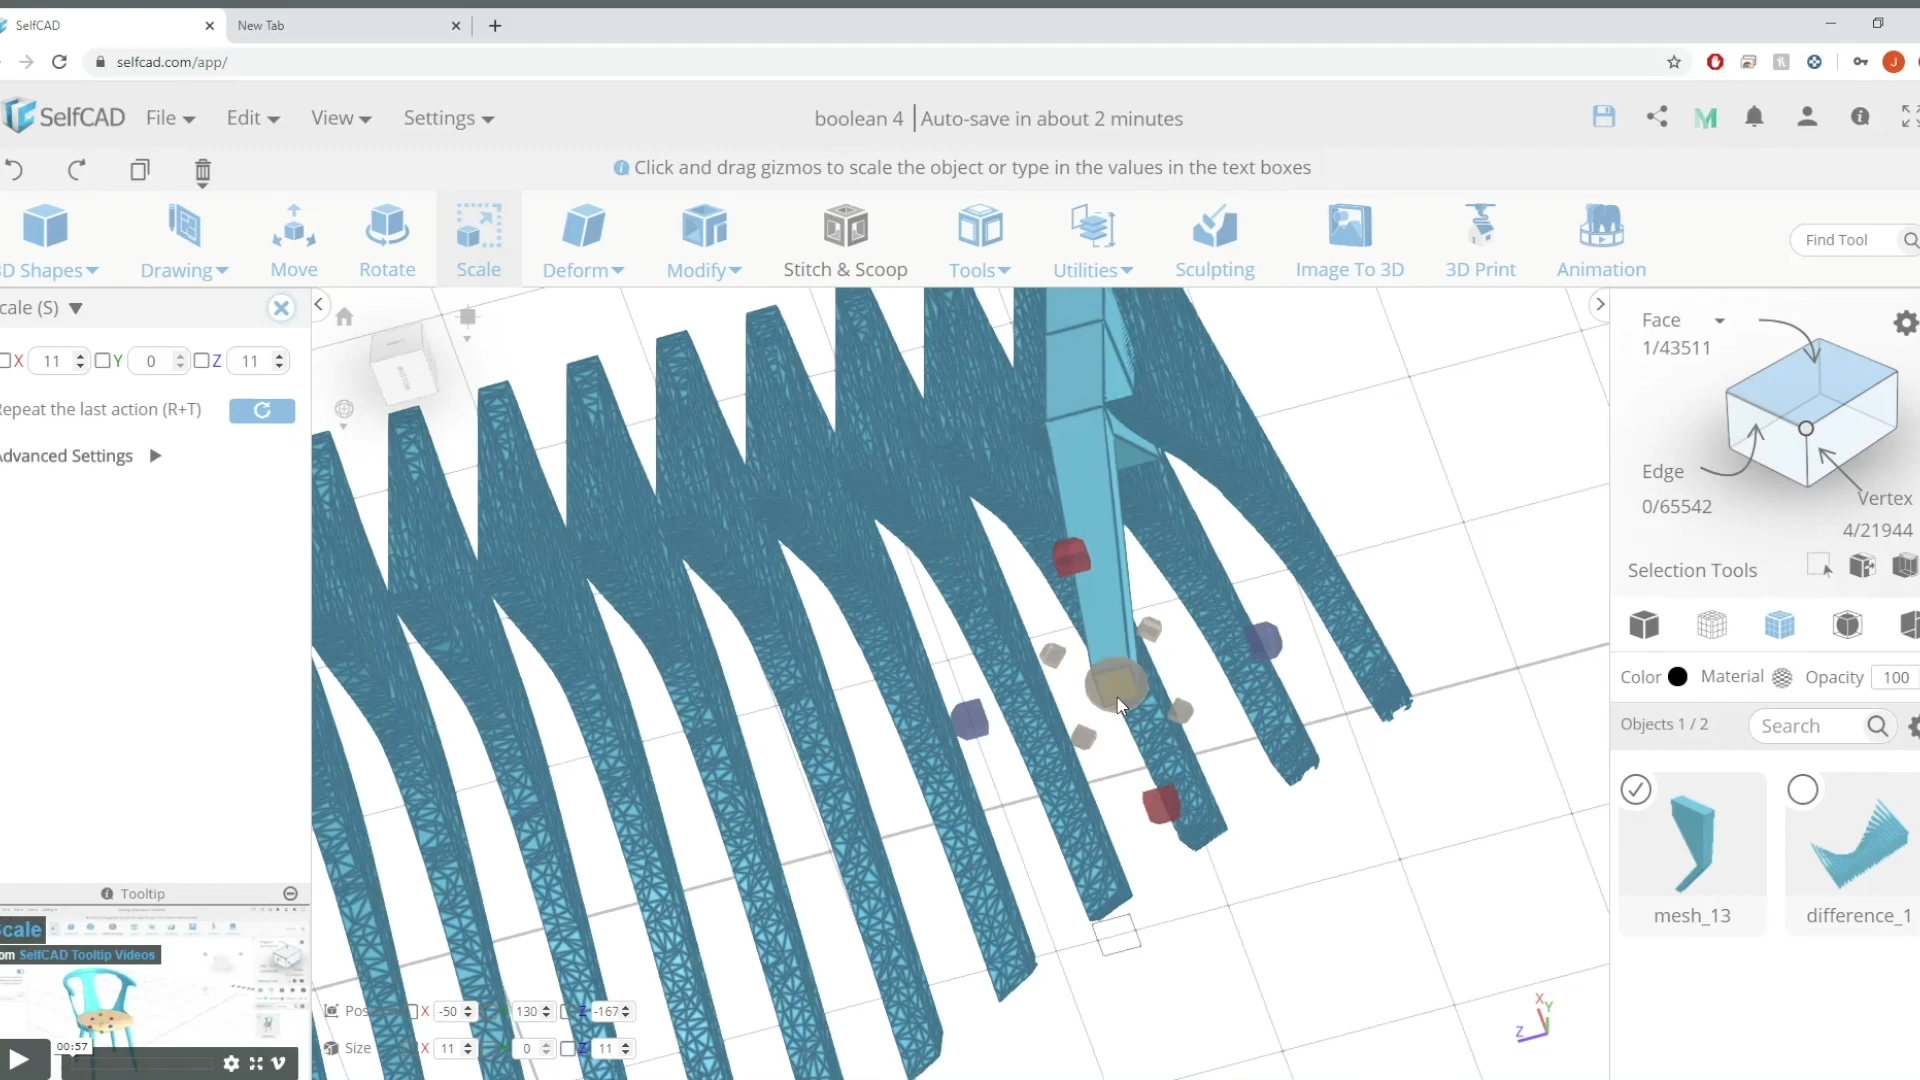 SelfCAD
New Tab
selfcad.com/app/
J
SelfCAD File Edit View Settings
boolean 4 | Auto-save in about 2 minutes
Click and drag gizmos to scale the object or type in the values in the text boxes
D Shapes Drawing Move Rotate Scale Deform Modify Stitch & Scoop Tools Utilities Sculpting Image To 3D 3D Print Animation
Find Tool
cale (S)
X 11 Y 0 Z 11
epeat the last action (R+T)
dvanced Settings
BOTTOM
Face
1/43511
Edge
0/65542
Vertex
4/21944
Selection Tools
Color Material Opacity 100
Objects 1 / 2 Search
mesh_13 difference_1
Tooltip
cale
om SelfCAD Tooltip Videos
00:57
X -50 130 -167
Size X 11 0 11
X
Y
Z